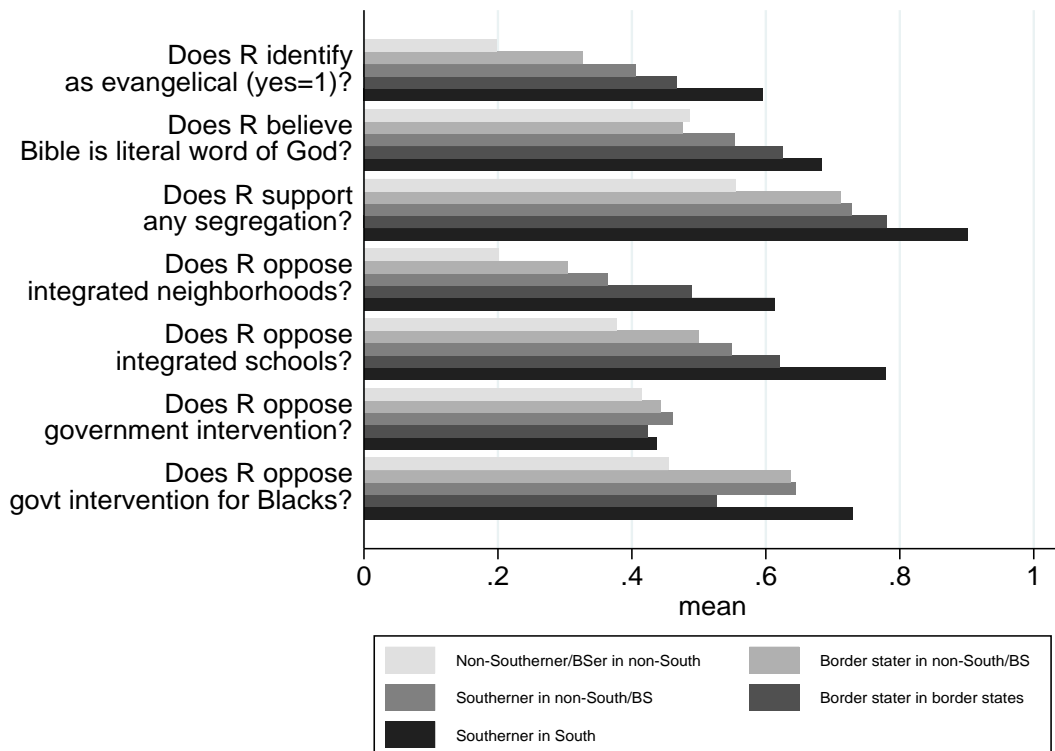 Does R identify
as evangelical (yes=1)?
Does R believe
Bible is literal word of God?
Does R support
any segregation?
Does R oppose
integrated neighborhoods?
Does R oppose
integrated schools?
Does R oppose
government intervention?
Does R oppose
govt intervention for Blacks?
0 .2 .4 .6 .8 1
mean
Non-Southerner/BSer in non-South Border stater in non-South/BS
Southerner in non-South/BS Border stater in border states
Southerner in South